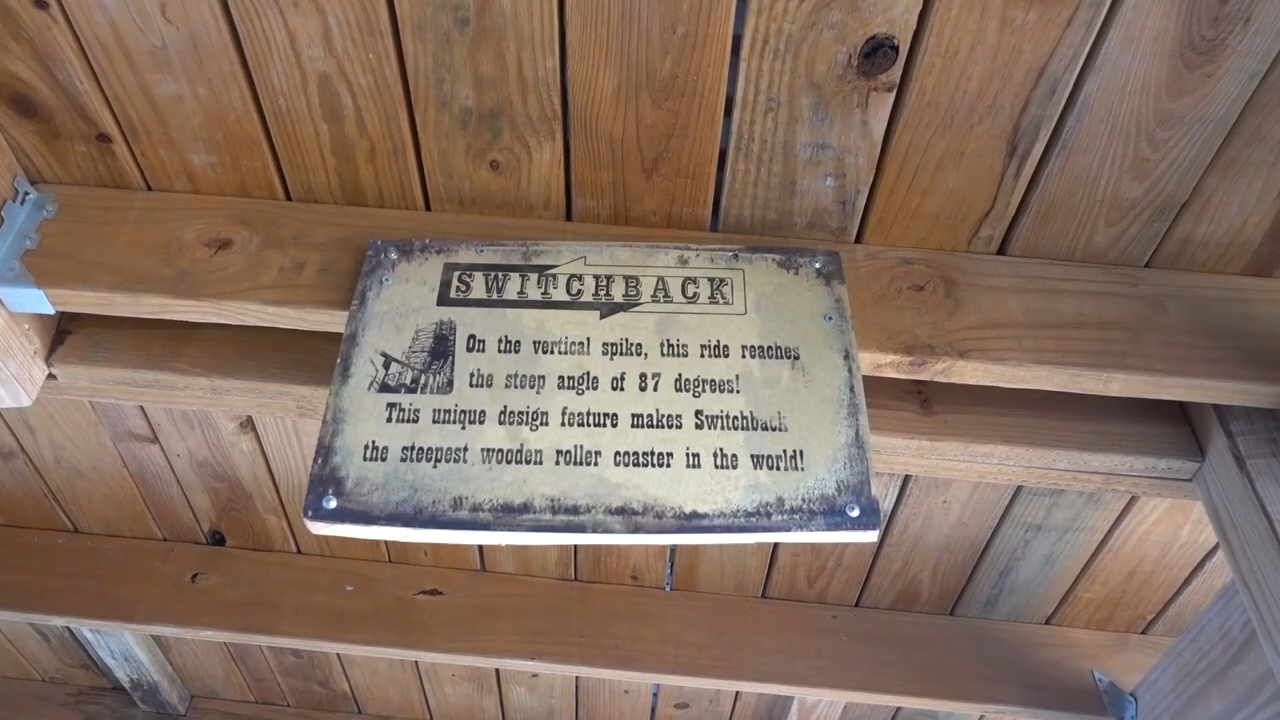 SWITCHBACK
On the vertical spike, this ride reaches
the steep angle of 87 degrees!
This unique design feature makes Switchback
the steepest wooden roller coaster in the world!